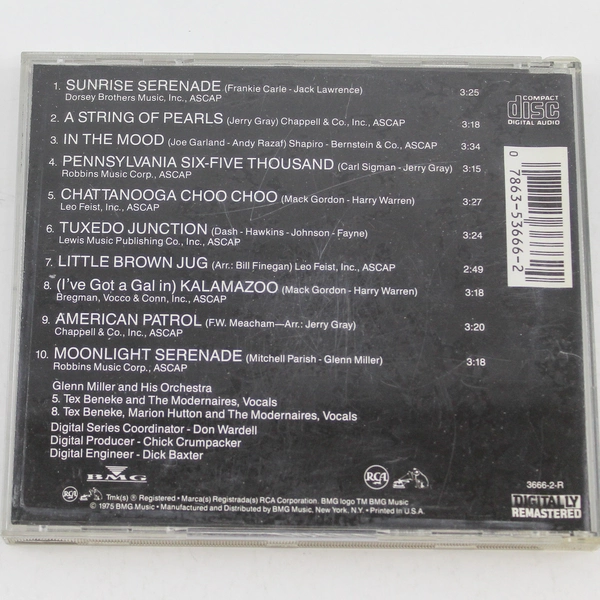 1. SUNRISE SERENADE (Frankie Carle - Jack Lawrence) 3:25
Dorsey Brothers Music, Inc., ASCAP
2. A STRING OF PEARLS (Jerry Gray) Chappell & Co., Inc., ASCAP 3:18
3. IN THE MOOD (Joe Garland - Andy Razaf) Shapiro - Bernstein & Co., ASCAP 3:34
4. PENNSYLVANIA SIX-FIVE THOUSAND (Carl Sigman - Jerry Gray) 3:15
Robbins Music Corp., ASCAP
5. CHATTANOOGA CHOO CHOO (Mack Gordon - Harry Warren) 3:27
Leo Feist, Inc., ASCAP
6. TUXEDO JUNCTION (Dash - Hawkins - Johnson - Fayne) 3:24
Lewis Music Publishing Co., Inc., ASCAP
7. LITTLE BROWN JUG (Arr.: Bill Finegan) Leo Feist, Inc., ASCAP 2:49
8. (I've Got a Gal in) KALAMAZOO (Mack Gordon - Harry Warren) 3:18
Bregman, Vocco & Conn, Inc., ASCAP
9. AMERICAN PATROL (F.W. Meacham—Arr.: Jerry Gray) 3:20
Chappell & Co., Inc., ASCAP
10. MOONLIGHT SERENADE (Mitchell Parish - Glenn Miller) 3:18
Robbins Music Corp., ASCAP
Glenn Miller and His Orchestra
5. Tex Beneke and The Modernaires, Vocals
8. Tex Beneke, Marion Hutton and The Modernaires, Vocals
Digital Series Coordinator - Don Wardell
Digital Producer - Chick Crumpacker
Digital Engineer - Dick Baxter
COMPACT
disc
DIGITAL AUDIO
0 7863-53666-2
BMG
RCA
3666-2-R
RCA Tmk(s) ® Registered • Marca(s) Registrada(s) RCA Corporation. BMG logo TM BMG Music
© 1975 BMG Music • Manufactured and Distributed by BMG Music, New York, N.Y. • Printed in U.S.A.
DIGITALLY
REMASTERED